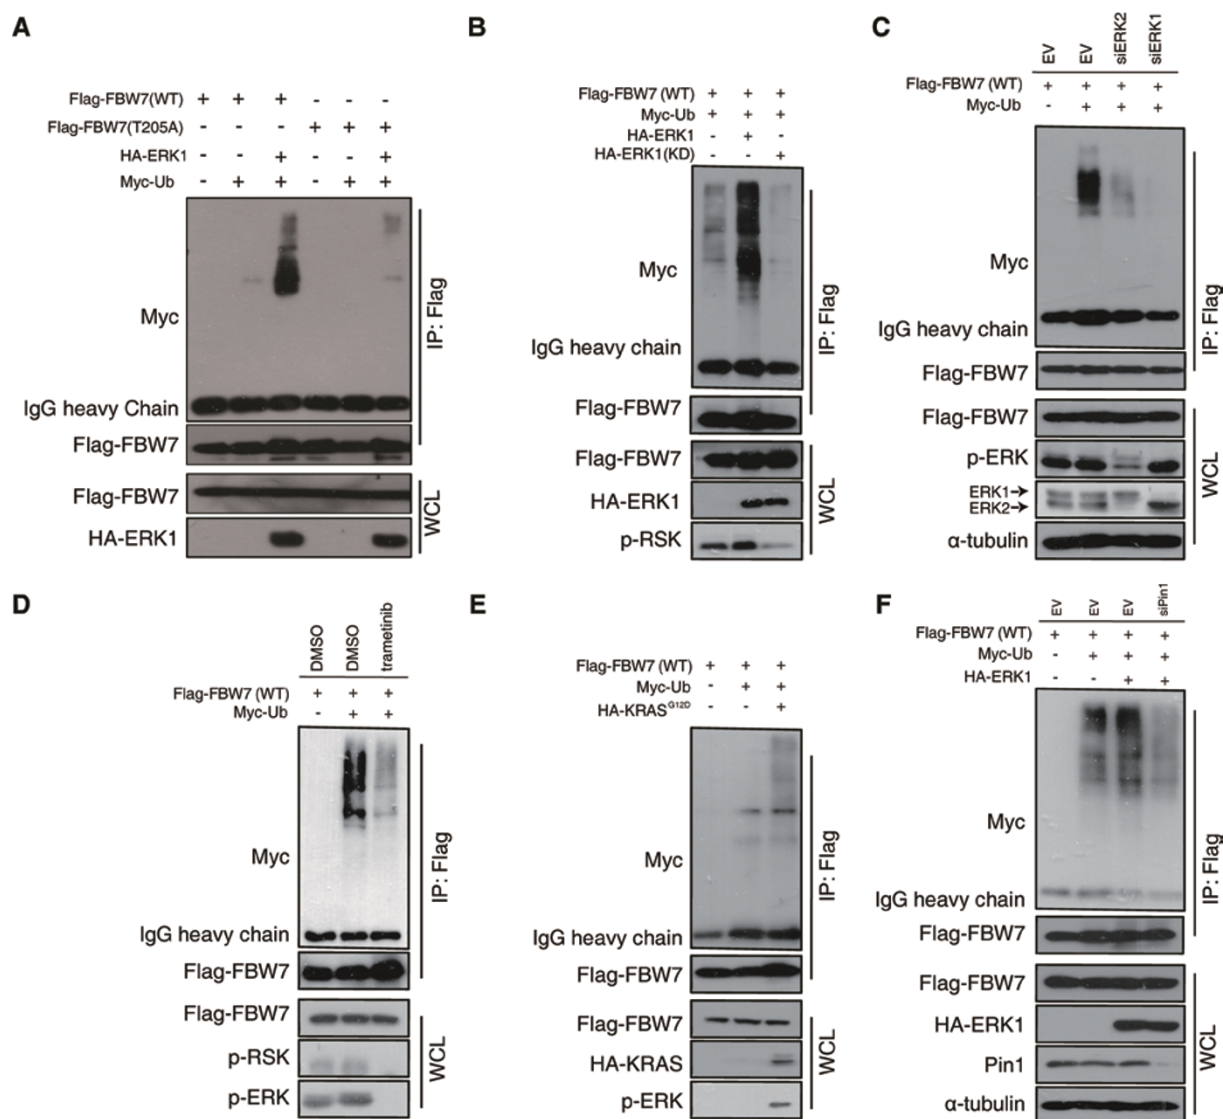 A
Flag-FBW7(WT) + + + - - -
Flag-FBW7(T205A) - - - + + +
HA-ERK1 - - + - - +
Myc-Ub - + + - + +
Myc
IgG heavy Chain
Flag-FBW7
IP: Flag
Flag-FBW7
HA-ERK1
WCL
B
Flag-FBW7 (WT) + + +
Myc-Ub + + +
HA-ERK1 - + -
HA-ERK1(KD) - - +
Myc
IgG heavy chain
Flag-FBW7
IP: Flag
Flag-FBW7
HA-ERK1
p-RSK
WCL
C
EV EV siERK2 siERK1
Flag-FBW7 (WT) + + + +
Myc-Ub - + + +
Myc
IgG heavy chain
Flag-FBW7
IP: Flag
Flag-FBW7
p-ERK
ERK1→
ERK2→
α-tubulin
WCL
D
DMSO DMSO trametinib
Flag-FBW7 (WT) + + +
Myc-Ub - + +
Myc
IgG heavy chain
Flag-FBW7
IP: Flag
Flag-FBW7
p-RSK
p-ERK
WCL
E
Flag-FBW7 (WT) + + +
Myc-Ub - + +
HA-KRASG12D - - +
Myc
IgG heavy chain
Flag-FBW7
IP: Flag
Flag-FBW7
HA-KRAS
p-ERK
WCL
F
EV EV EV siPin1
Flag-FBW7 (WT) + + + +
Myc-Ub - + + +
HA-ERK1 - - + +
Myc
IgG heavy chain
Flag-FBW7
IP: Flag
Flag-FBW7
HA-ERK1
Pin1
α-tubulin
WCL